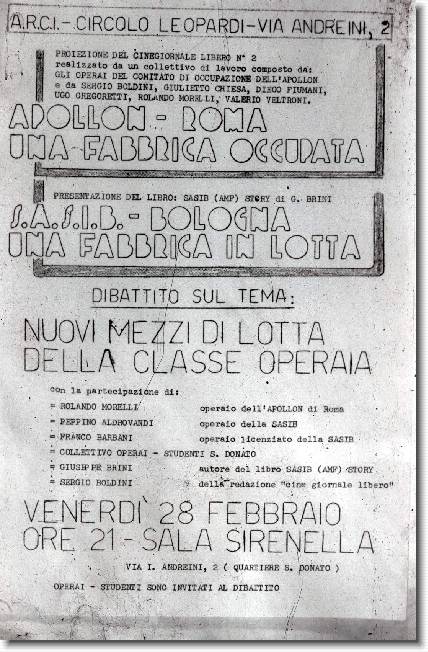 A.R.C.I.-CIRCOLO LEOPARDI-VIA ANDREINI, 2
PROIEZIONE DEL CINEGIORNALE LIBERO N° 2
realizzato da un collettivo di lavoro composto da:
GLI OPERAI DEL COMITATO DI OCCUPAZIONE DELL'APOLLON
e da SERGIO BOLDINI, GIULIETTO CHIESA, DIEGO FIUMANI,
UGO GREGORETTI, ROLANDO MORELLI, VALERIO VELTRONI.
APOLLON - ROMA
UNA FABBRICA OCCUPATA
PRESENTAZIONE DEL LIBRO: SASIB (AMF) STORY di G. BRINI
S.A.S.I.B. - BOLOGNA
UNA FABBRICA IN LOTTA
DIBATTITO SUL TEMA:
NUOVI MEZZI DI LOTTA
DELLA CLASSE OPERAIA
con la partecipazione di:
= ROLANDO MORELLI operaio dell'APOLLON di Roma
= PEPPINO ALDROVANDI operaio della SASIB
= FRANCO BARBANI operaio licenziato della SASIB
= COLLETTIVO OPERAI - STUDENTI S. DONATO
= GIUSEPPE BRINI autore del libro SASIB (AMF) STORY
= SERGIO BOLDINI della redazione "cine giornale libero"
VENERDÌ 28 FEBBRAIO
ORE 21 - SALA SIRENELLA
VIA I. ANDREINI, 2 ( QUARTIERE S. DONATO )
OPERAI - STUDENTI SONO INVITATI AL DIBATTITO